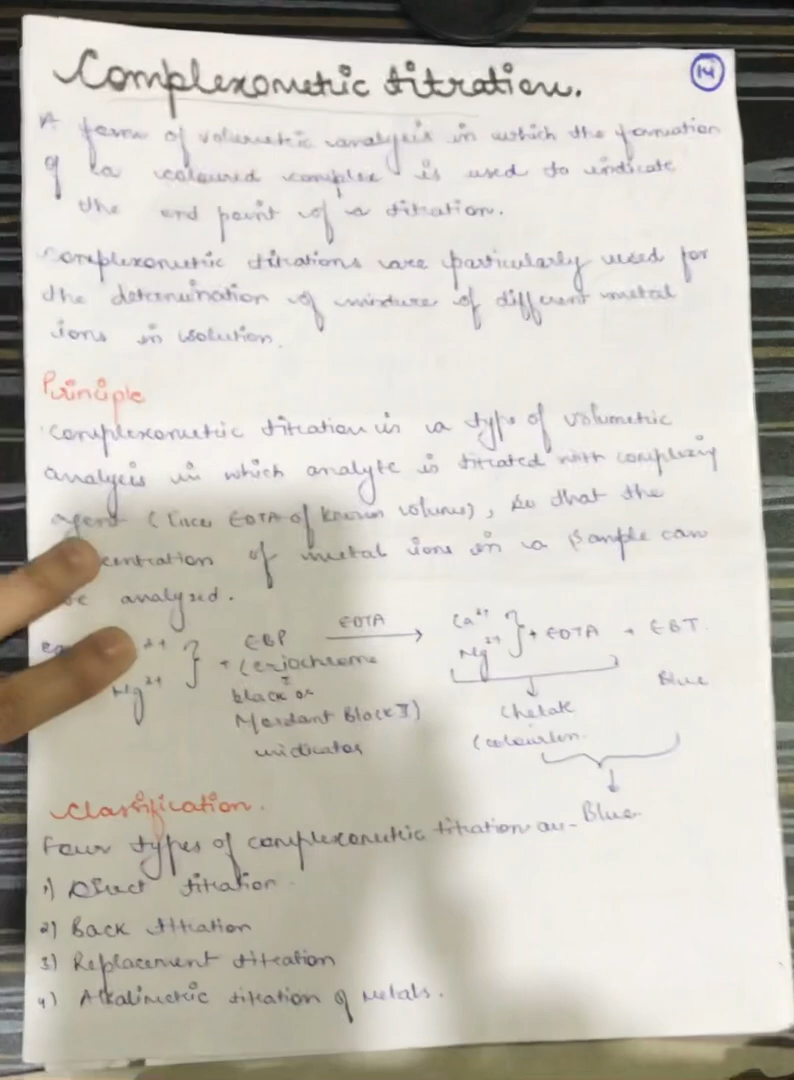 Complexometric titration.
14
A form of volumetric analysis in which the formation
of a coloured complex is used to indicate
the end point of a titration.
Complexometric titrations are particularly used for
the determination of mixture of different metal
ions in solution.
Principle
Complexometric titration is a type of volumetric
analysis in which analyte is titrated with complexing
agent (like EDTA of known volume), so that the
centration of metal ions in a sample can
be analyzed.
2+ } + EBP EDTA → Ca²⁺ } + EDTA + EBT.
Mg²⁺ (eriochrome Mg²⁺
black I or Blue
Mordant Black II) Chelate
indicator (colourless.
Classification.
Four types of complexometric titration are- Blue
1) Direct titration
2) Back titration
3) Replacement titration
4) Alkalimetric titration of metals.